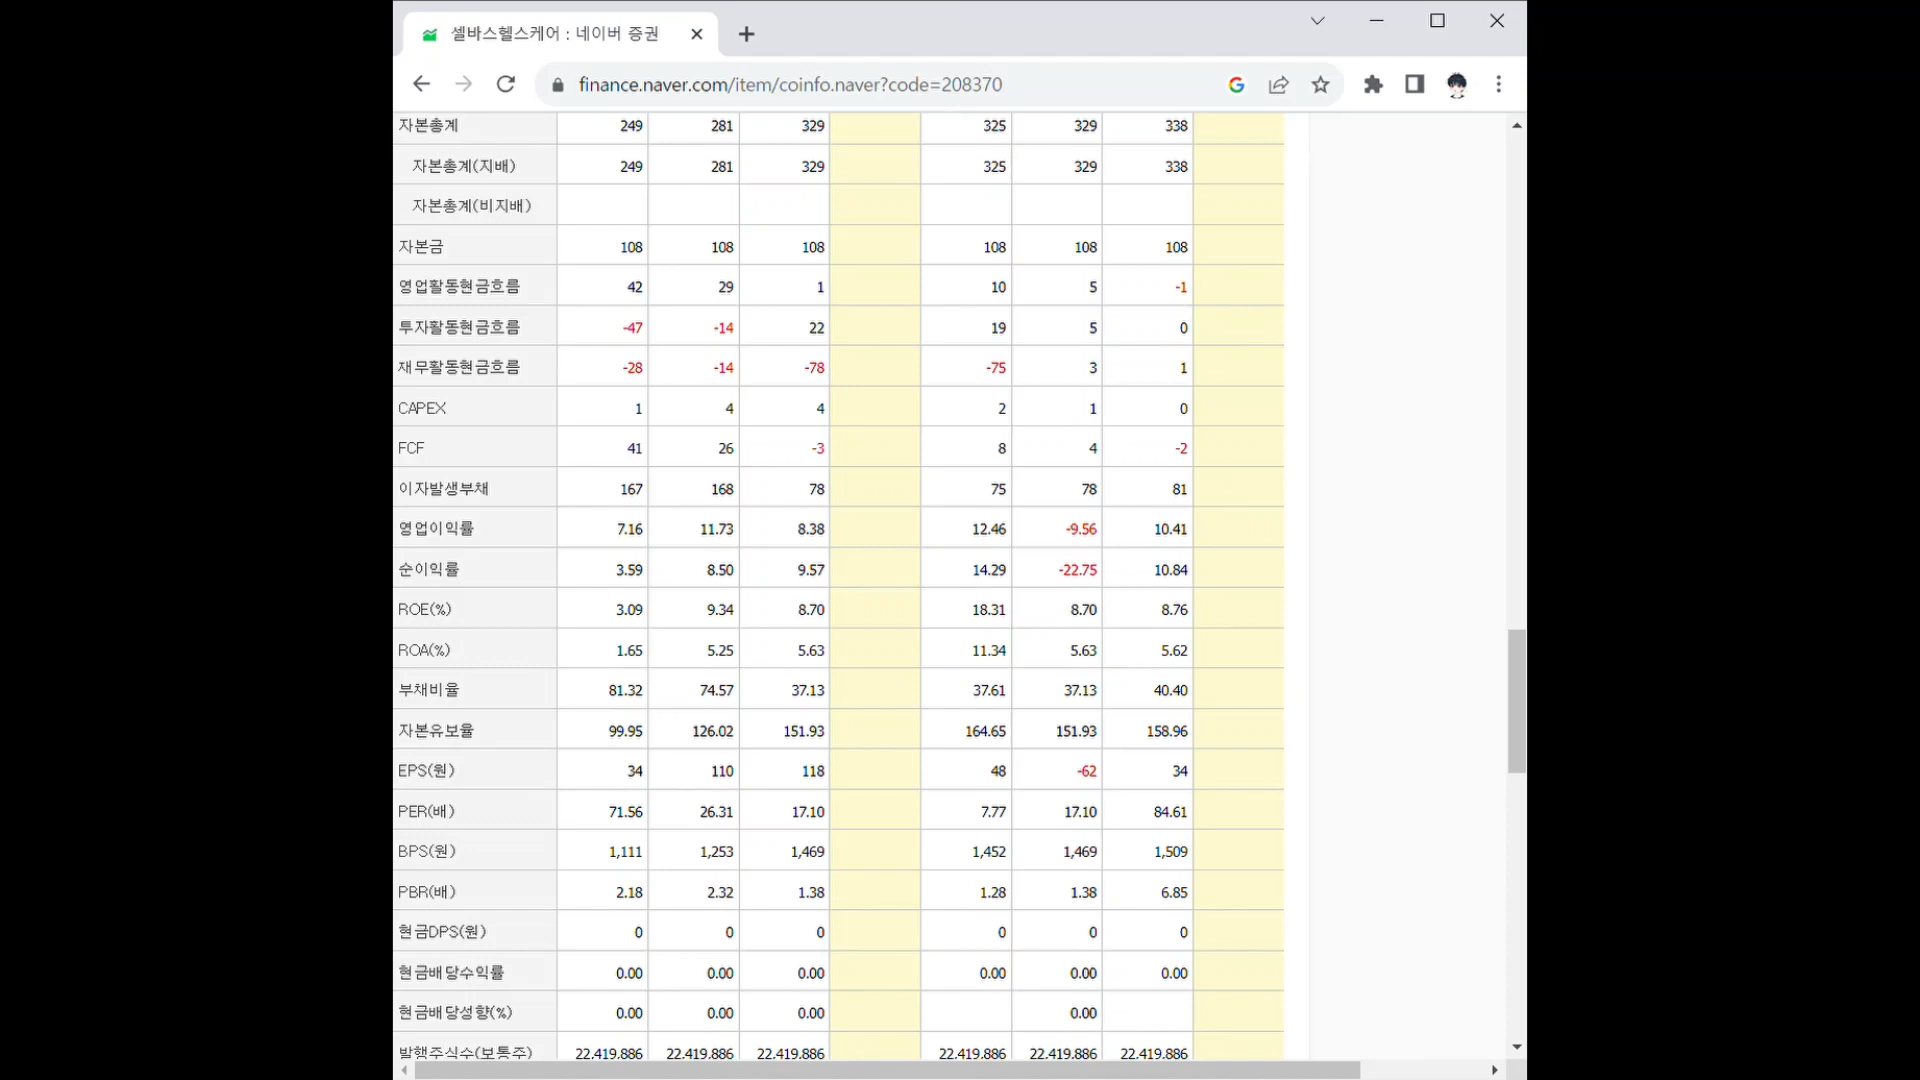 셀바스헬스케어 : 네이버 증권
finance.naver.com/item/coinfo.naver?code=208370
자본총계 249 281 329 325 329 338
자본총계(지배) 249 281 329 325 329 338
자본총계(비지배)
자본금 108 108 108 108 108 108
영업활동현금흐름 42 29 1 10 5 -1
투자활동현금흐름 -47 -14 22 19 5 0
재무활동현금흐름 -28 -14 -78 -75 3 1
CAPEX 1 4 4 2 1 0
FCF 41 26 -3 8 4 -2
이자발생부채 167 168 78 75 78 81
영업이익률 7.16 11.73 8.38 12.46 -9.56 10.41
순이익률 3.59 8.50 9.57 14.29 -22.75 10.84
ROE(%) 3.09 9.34 8.70 18.31 8.70 8.76
ROA(%) 1.65 5.25 5.63 11.34 5.63 5.62
부채비율 81.32 74.57 37.13 37.61 37.13 40.40
자본유보율 99.95 126.02 151.93 164.65 151.93 158.96
EPS(원) 34 110 118 48 -62 34
PER(배) 71.56 26.31 17.10 7.77 17.10 84.61
BPS(원) 1,111 1,253 1,469 1,452 1,469 1,509
PBR(배) 2.18 2.32 1.38 1.28 1.38 6.85
현금DPS(원) 0 0 0 0 0 0
현금배당수익률 0.00 0.00 0.00 0.00 0.00 0.00
현금배당성향(%) 0.00 0.00 0.00 0.00
발행주식수(보통주) 22,419,886 22,419,886 22,419,886 22,419,886 22,419,886 22,419,886